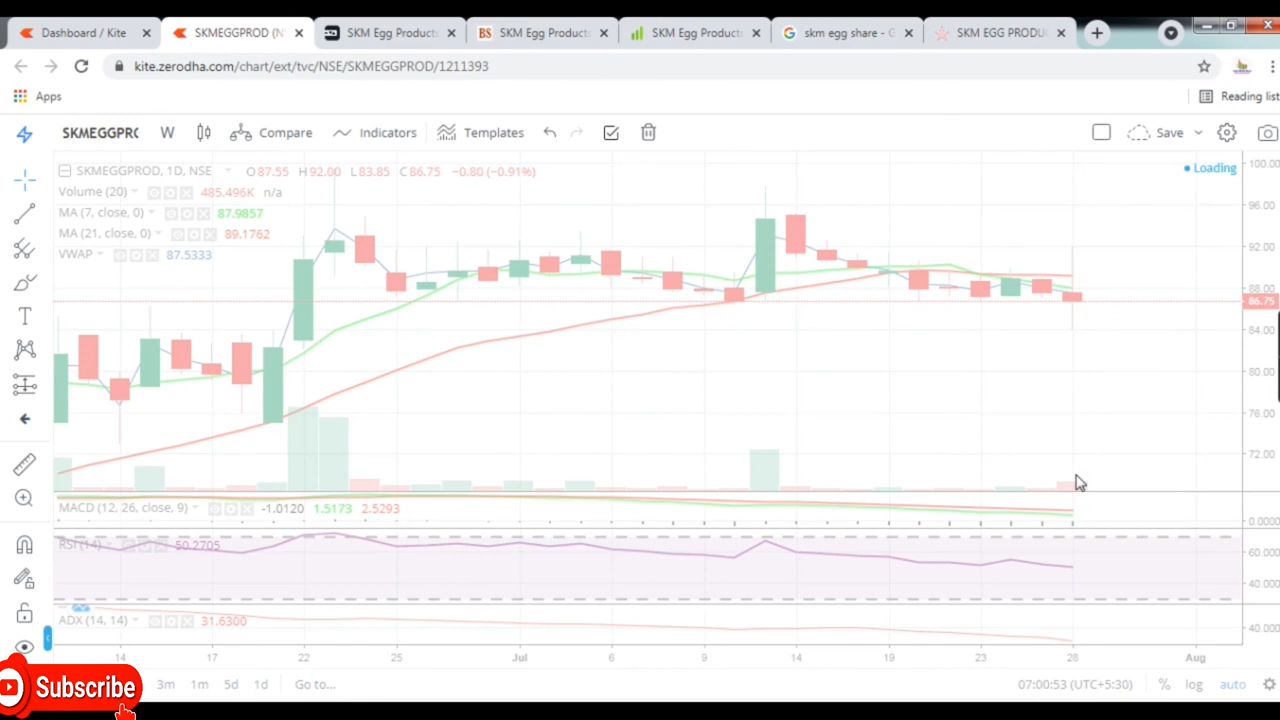 Dashboard / Kite
SKMEGGPROD (N
SKM Egg Products
BS SKM Egg Products
SKM Egg Products
skm egg share - G
SKM EGG PRODU
kite.zerodha.com/chart/ext/tvc/NSE/SKMEGGPROD/1211393
Apps
Reading list
SKMEGGPR
W
Compare
Indicators
Templates
Save
SKMEGGPROD, 1D, NSE O87.55 H92.00 L83.85 C86.75 −0.80 (−0.91%)
Loading
Volume (20) 485.496K n/a
MA (7, close, 0) 87.9857
MA (21, close, 0) 89.1762
VWAP 87.5333
100.00
96.00
92.00
88.00
86.75
84.00
80.00
76.00
72.00
MACD (12, 26, close, 9) -1.0120 1.5173 2.5293
0.0000
RSI (14) 50.2705
60.000
40.000
ADX (14, 14) 31.6300
40.000
14 17 22 25 Jul 6 9 14 19 23 28 Aug
Subscribe
3m 1m 5d 1d Go to...
07:00:53 (UTC+5:30) % log auto